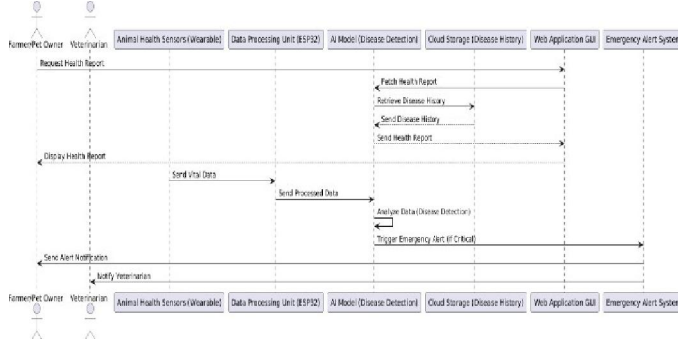 Farmer/Pet Owner
Veterinarian
Animal Health Sensors (Wearable)
Data Processing Unit (ESP32)
AI Model (Disease Detection)
Cloud Storage (Disease History)
Web Application GUI
Emergency Alert System
Request Health Report
Fetch Health Report
Retrieve Disease History
Send Disease History
Send Health Report
Display Health Report
Send Vital Data
Send Processed Data
Analyze Data (Disease Detection)
Trigger Emergency Alert (If Critical)
Send Alert Notification
Notify Veterinarian
Farmer/Pet Owner
Veterinarian
Animal Health Sensors (Wearable)
Data Processing Unit (ESP32)
AI Model (Disease Detection)
Cloud Storage (Disease History)
Web Application GUI
Emergency Alert System